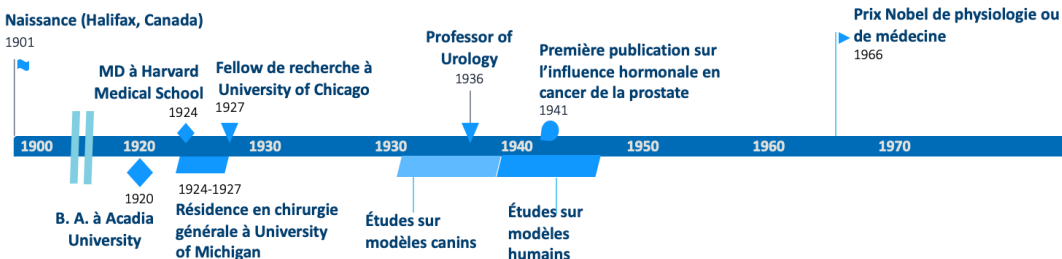 Naissance (Halifax, Canada)
1901
MD à Harvard
Medical School
1924
Fellow de recherche à
University of Chicago
1927
Professor of
Urology
1936
Première publication sur
l’influence hormonale en
cancer de la prostate
1941
Prix Nobel de physiologie ou
de médecine
1966
1900 1920 1930 1930 1940 1950 1960 1970
1920
B. A. à Acadia
University
1924-1927
Résidence en chirurgie
générale à University
of Michigan
Études sur
modèles canins
Études sur
modèles
humains